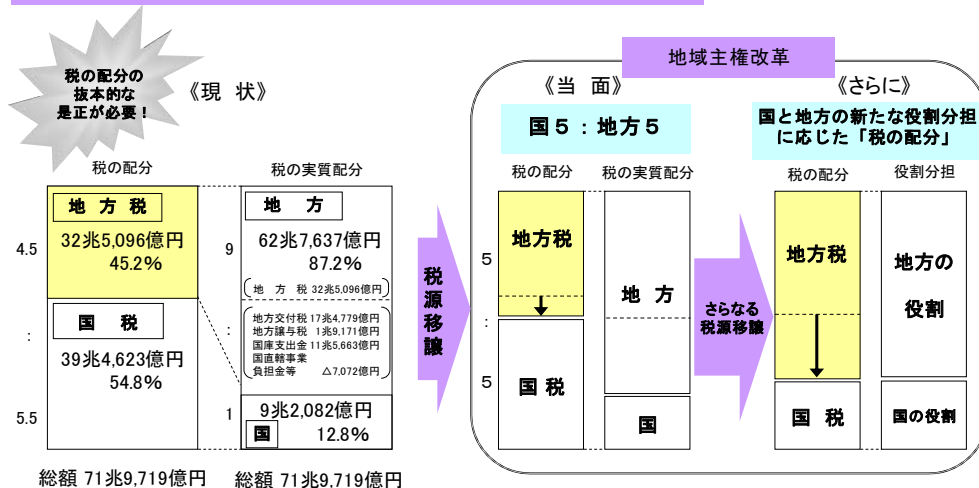 税の配分の
抜本的な
是正が必要！
《現 状》
税の配分
税の実質配分
4.5
:
5.5
地 方 税
32兆5,096億円
45.2%
国 税
39兆4,623億円
54.8%
総額 71兆9,719億円
9
:
1
地 方
62兆7,637億円
87.2%
地 方 税 32兆5,096億円
地方交付税 17兆4,779億円
地方譲与税 1兆9,171億円
国庫支出金 11兆5,663億円
国直轄事業
負担金等 △7,072億円
9兆2,082億円
国 12.8%
総額 71兆9,719億円
税源移譲
地域主権改革
《当 面》
国５：地方５
税の配分
税の実質配分
5
:
5
地方税
国 税
地 方
国
さらなる
税源移譲
《さらに》
国と地方の新たな役割分担
に応じた「税の配分」
税の配分
役割分担
地方税
国 税
地方の
役割
国の役割